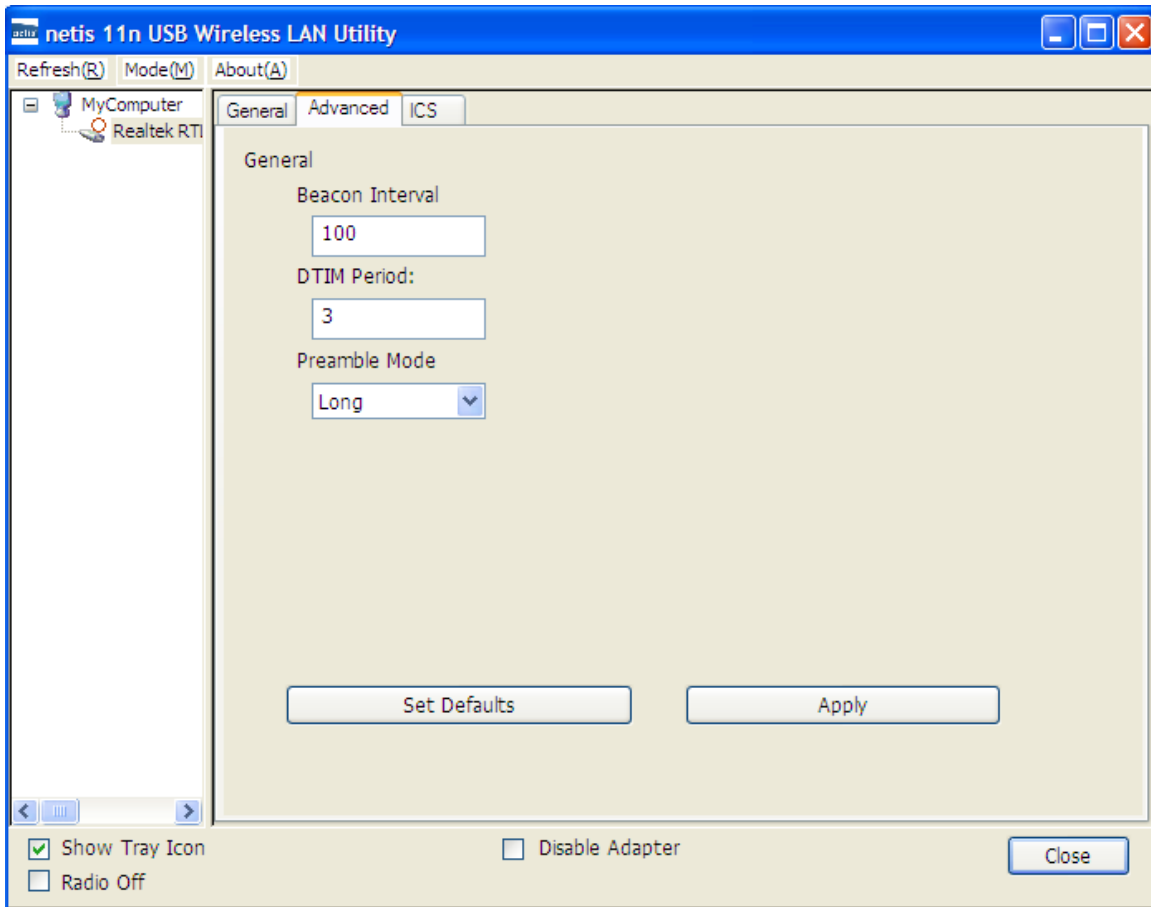 netis netis 11n USB Wireless LAN Utility
Refresh(R) Mode(M) About(A)
MyComputer
Realtek RTL
General Advanced ICS
General
Beacon Interval
100
DTIM Period:
3
Preamble Mode
Long
Set Defaults Apply
Show Tray Icon Disable Adapter Close
Radio Off